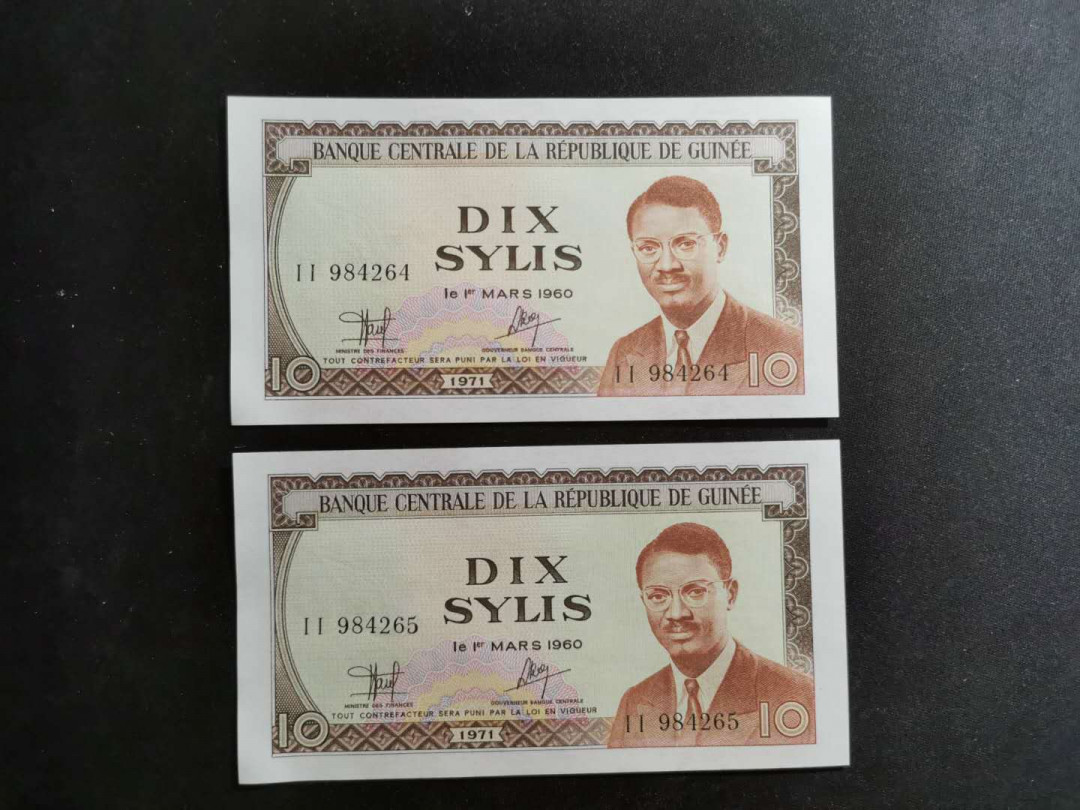 BANQUE CENTRALE DE LA RÉPUBLIQUE DE GUINÉE
DIX
SYLIS
II 984264
le 1er MARS 1960
MINISTRE DES FINANCES
GOUVERNEUR BANQUE CENTRALE
TOUT CONTREFACTEUR SERA PUNI PAR LA LOI EN VIGUEUR
10
1971
II 984264
10
BANQUE CENTRALE DE LA RÉPUBLIQUE DE GUINÉE
DIX
SYLIS
II 984265
le 1er MARS 1960
MINISTRE DES FINANCES
GOUVERNEUR BANQUE CENTRALE
TOUT CONTREFACTEUR SERA PUNI PAR LA LOI EN VIGUEUR
10
1971
II 984265
10